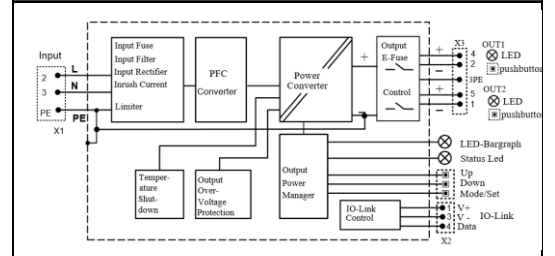 Input
L
2
N
3
PE
PE
X1
Input Fuse
Input Filter
Input Rectifier
Inrush Current
Limiter
PFC
Converter
Power
Converter
+
−
Output
E-Fuse
Control
+
−
+
−
X3
4
2
3PE
5
1
OUT1
LED
pushbutton
OUT2
LED
pushbutton
Temper-
ature
Shut-
down
Output
Over-
Voltage
Protection
Output
Power
Manager
LED-Bargraph
Status Led
Up
Down
Mode/Set
IO-Link
Control
1 V+
3 V -
4 Data
IO-Link
X2